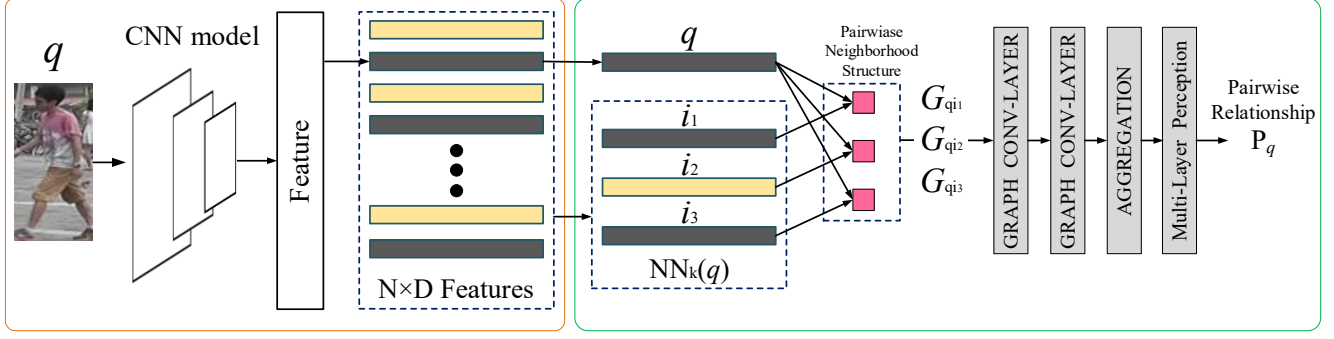 q
CNN model
Feature
N×D Features
q
i1
i2
i3
NNk(q)
Pairwiase
Neighborhood
Structure
Gqi1
Gqi2
Gqi3
GRAPH CONV-LAYER
GRAPH CONV-LAYER
AGGREGATION
Multi-Layer Perception
Pairwise
Relationship
Pq